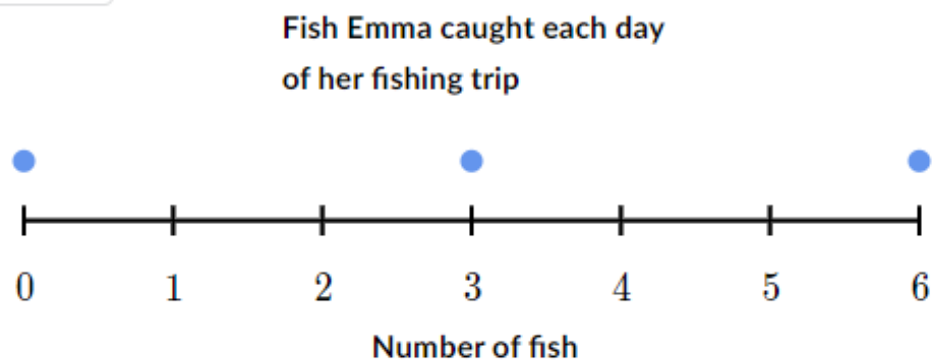 Fish Emma caught each day
of her fishing trip
0 1 2 3 4 5 6
Number of fish